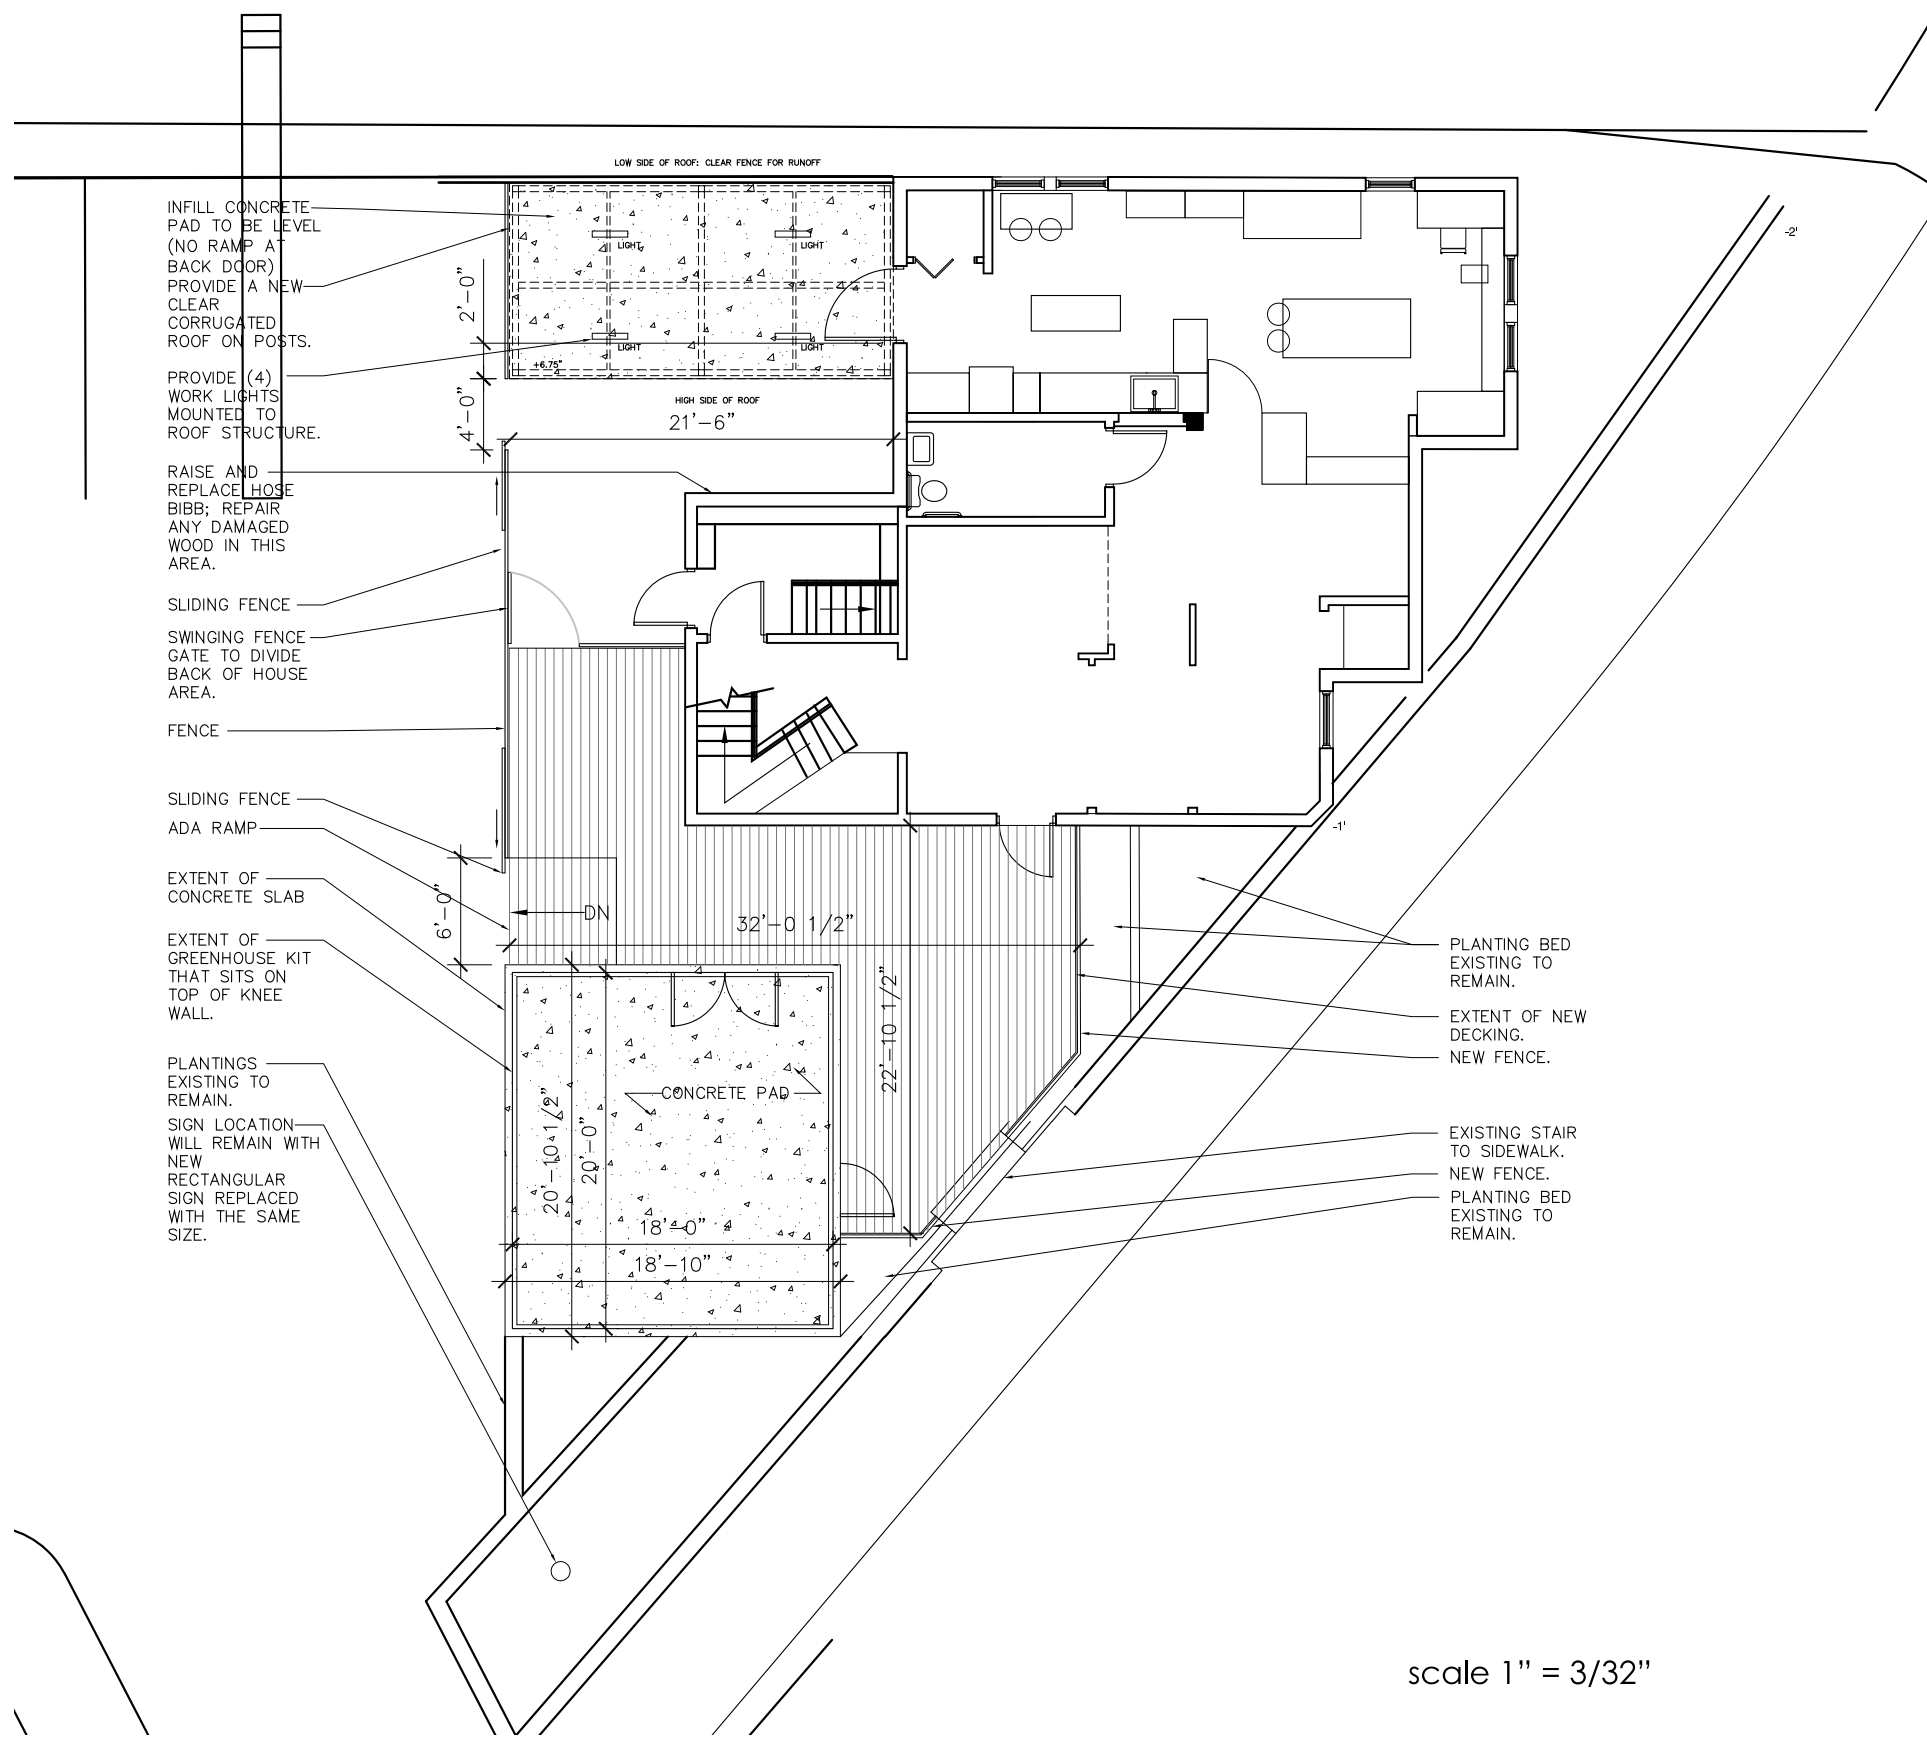 LOW SIDE OF ROOF: CLEAR FENCE FOR RUNOFF
INFILL CONCRETE
PAD TO BE LEVEL
(NO RAMP AT
BACK DOOR)
PROVIDE A NEW
CLEAR
CORRUGATED
ROOF ON POSTS.
PROVIDE (4)
WORK LIGHTS
MOUNTED TO
ROOF STRUCTURE.
RAISE AND
REPLACE HOSE
BIBB; REPAIR
ANY DAMAGED
WOOD IN THIS
AREA.
SLIDING FENCE
SWINGING FENCE
GATE TO DIVIDE
BACK OF HOUSE
AREA.
FENCE
SLIDING FENCE
ADA RAMP
EXTENT OF
CONCRETE SLAB
EXTENT OF
GREENHOUSE KIT
THAT SITS ON
TOP OF KNEE
WALL.
PLANTINGS
EXISTING TO
REMAIN.
SIGN LOCATION
WILL REMAIN WITH
NEW
RECTANGULAR
SIGN REPLACED
WITH THE SAME
SIZE.
LIGHT
LIGHT
LIGHT
LIGHT
+6.75"
2'-0"
4'-0"
HIGH SIDE OF ROOF
21'-6"
6'-0"
DN
32'-0 1/2"
22'-10 1/2"
CONCRETE PAD
20'-10 1/2"
20'-0"
18'-0"
18'-10"
-2'
-1'
PLANTING BED
EXISTING TO
REMAIN.
EXTENT OF NEW
DECKING.
NEW FENCE.
EXISTING STAIR
TO SIDEWALK.
NEW FENCE.
PLANTING BED
EXISTING TO
REMAIN.
scale 1” = 3/32”